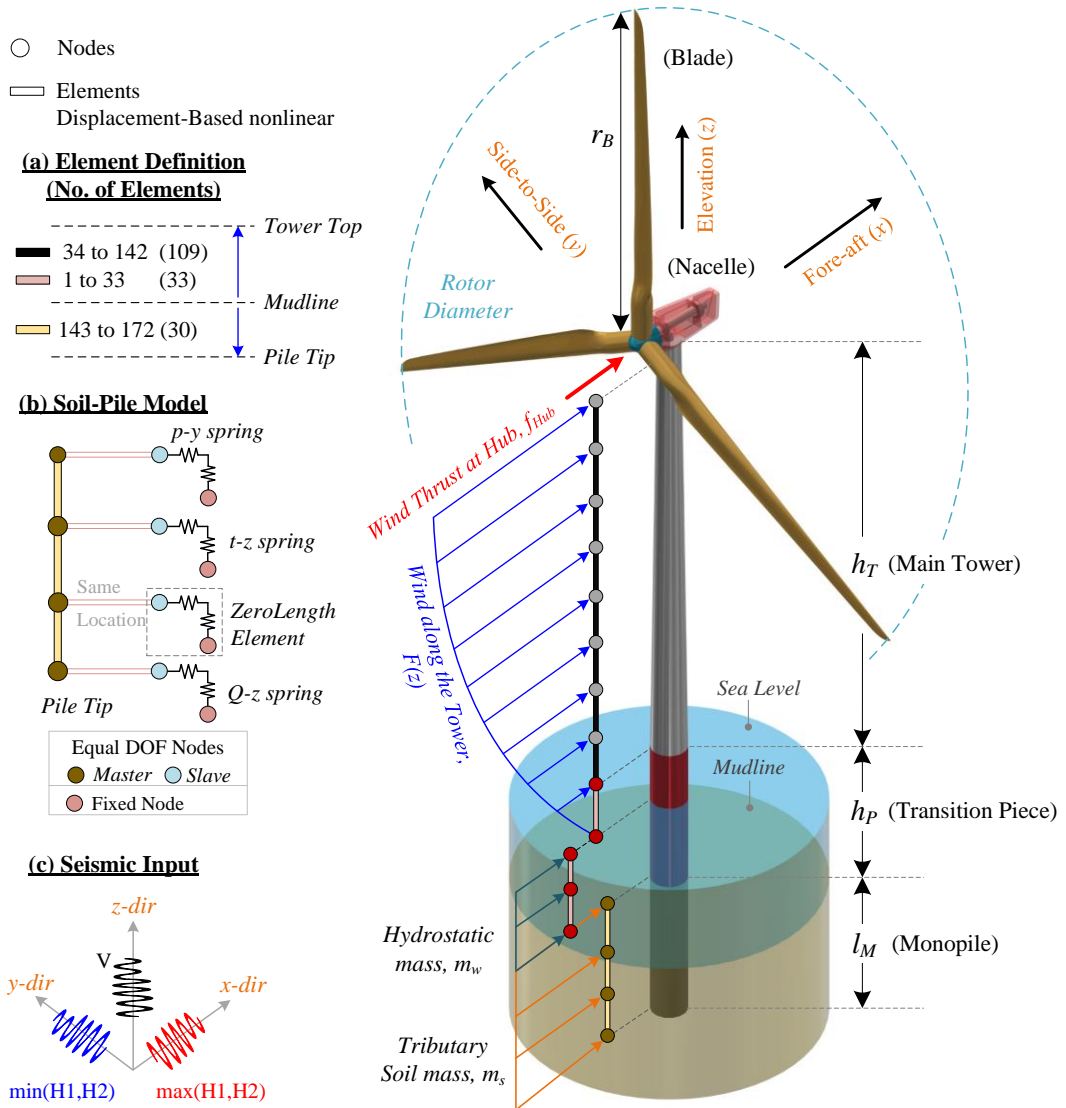 Nodes
Elements
Displacement-Based nonlinear
(a) Element Definition
(No. of Elements)
Tower Top
34 to 142 (109)
1 to 33 (33)
Mudline
143 to 172 (30)
Pile Tip
(b) Soil-Pile Model
p-y spring
t-z spring
Same
Location
ZeroLength
Element
Q-z spring
Pile Tip
Equal DOF Nodes
Master
Slave
Fixed Node
(c) Seismic Input
z-dir
V
y-dir
x-dir
min(H1,H2)
max(H1,H2)
(Blade)
r_B
Side-to-Side (y)
Elevation (z)
Fore-aft (x)
(Nacelle)
Rotor
Diameter
Wind Thrust at Hub, f_Hub
Wind along the Tower,
F(z)
h_T (Main Tower)
Sea Level
Mudline
h_P (Transition Piece)
l_M (Monopile)
Hydrostatic
mass, m_w
Tributary
Soil mass, m_s